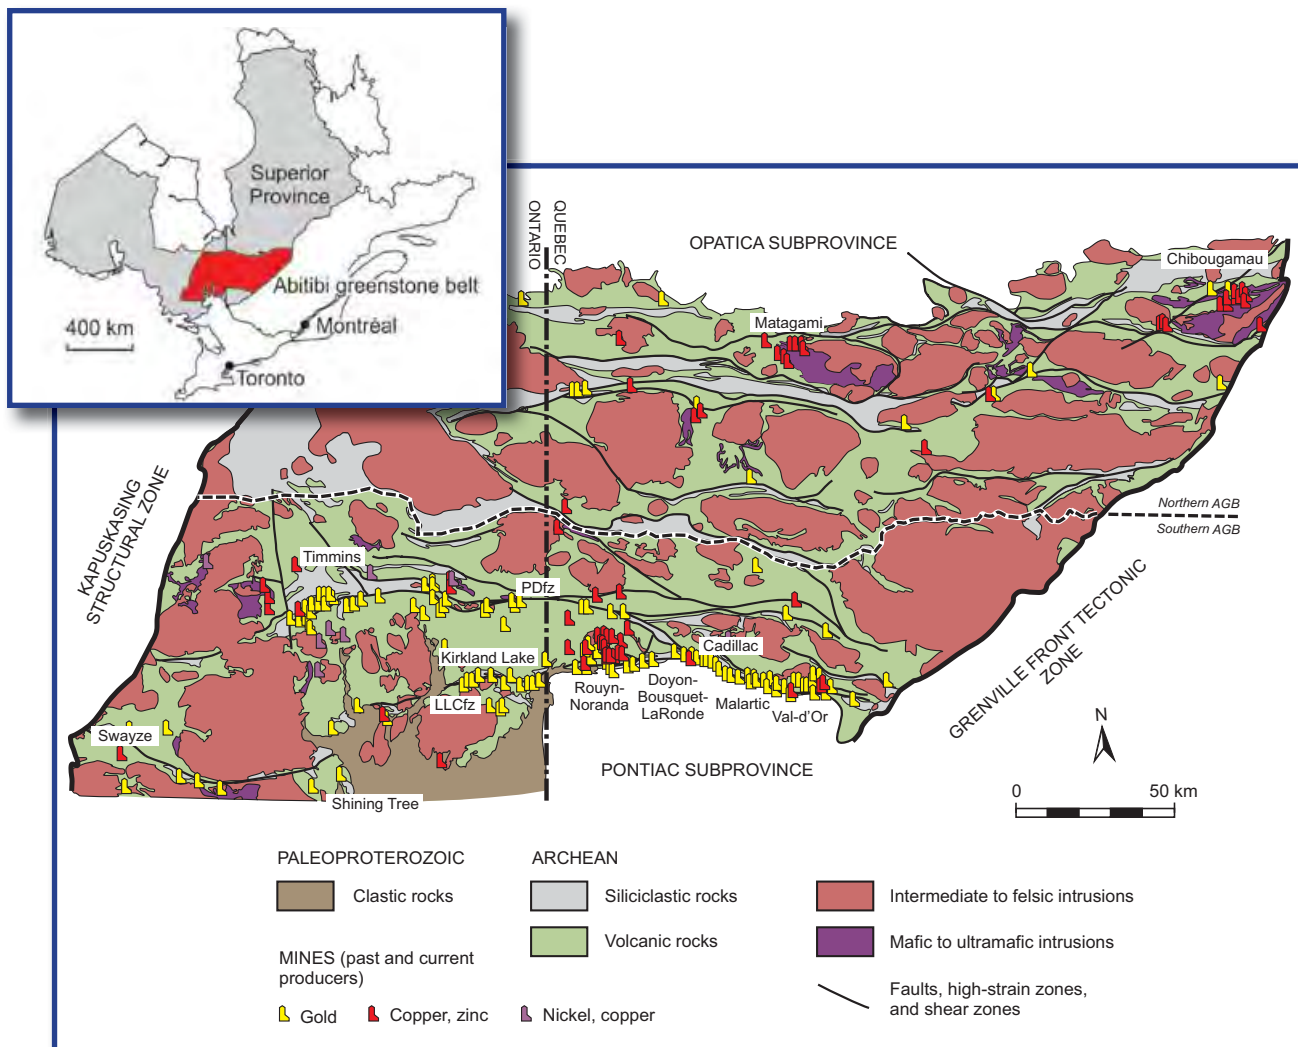 Superior
Province
Abitibi greenstone belt
400 km
Montréal
Toronto
ONTARIO
QUEBEC
OPATICA SUBPROVINCE
Chibougamau
Matagami
KAPUSKASING
STRUCTURAL ZONE
Northern AGB
Southern AGB
Timmins
PDfz
Kirkland Lake
Cadillac
LLCfz
Rouyn-
Noranda
Doyon-
Bousquet-
LaRonde
Malartic
Val-d'Or
GRENVILLE FRONT TECTONIC
ZONE
Swayze
PONTIAC SUBPROVINCE
N
Shining Tree
0 50 km
PALEOPROTEROZOIC
Clastic rocks
ARCHEAN
Siliciclastic rocks
Volcanic rocks
Intermediate to felsic intrusions
Mafic to ultramafic intrusions
MINES (past and current
producers)
Gold
Copper, zinc
Nickel, copper
Faults, high-strain zones,
and shear zones